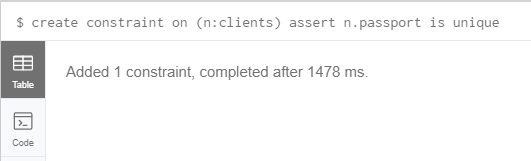 $ create constraint on (n:clients) assert n.passport is unique
Added 1 constraint, completed after 1478 ms.
Table
Code